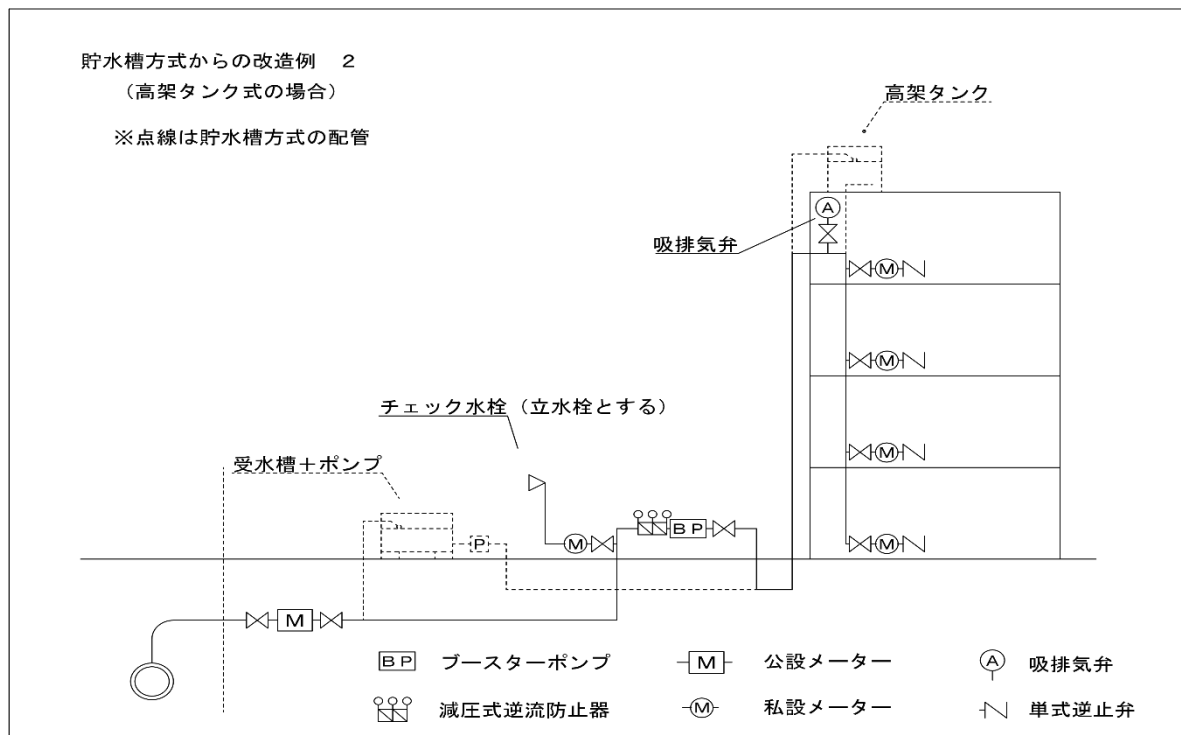 貯水槽方式からの改造例 2
(高架タンク式の場合)
※点線は貯水槽方式の配管
高架タンク
A
吸排気弁
M
M
チェック水栓(立水栓とする)
M
受水槽+ポンプ
P
M
BP
M
M
BP ブースターポンプ
M 公設メーター
A 吸排気弁
減圧式逆流防止器
M 私設メーター
単式逆止弁